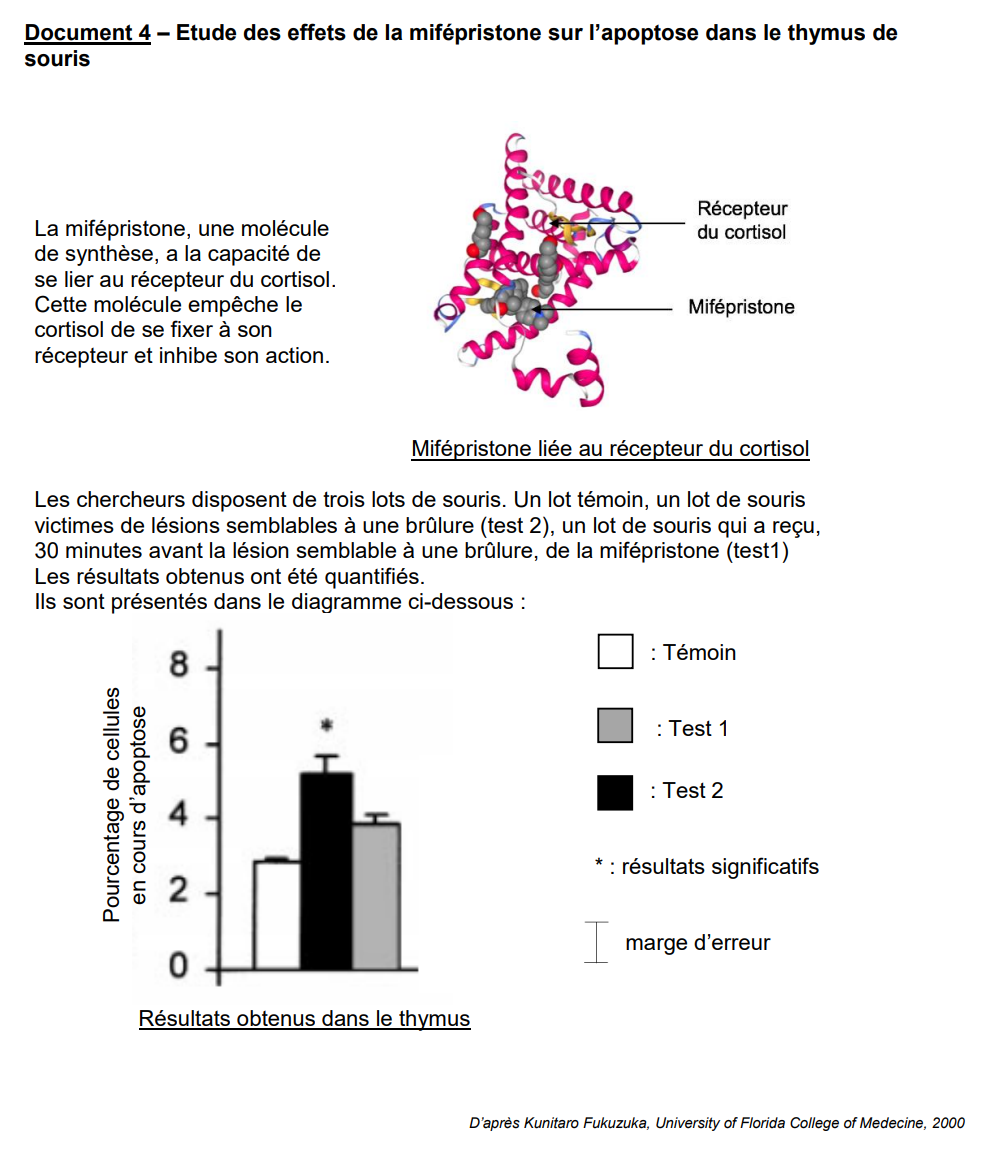 Document 4 – Etude des effets de la mifépristone sur l’apoptose dans le thymus de
souris
La mifépristone, une molécule
de synthèse, a la capacité de
se lier au récepteur du cortisol.
Cette molécule empêche le
cortisol de se fixer à son
récepteur et inhibe son action.
Récepteur
du cortisol
Mifépristone
Mifépristone liée au récepteur du cortisol
Les chercheurs disposent de trois lots de souris. Un lot témoin, un lot de souris
victimes de lésions semblables à une brûlure (test 2), un lot de souris qui a reçu,
30 minutes avant la lésion semblable à une brûlure, de la mifépristone (test1)
Les résultats obtenus ont été quantifiés.
Ils sont présentés dans le diagramme ci-dessous :
Pourcentage de cellules
en cours d’apoptose
8
6
4
2
0
*
Résultats obtenus dans le thymus
: Témoin
: Test 1
: Test 2
* : résultats significatifs
marge d’erreur
D’après Kunitaro Fukuzuka, University of Florida College of Medecine, 2000